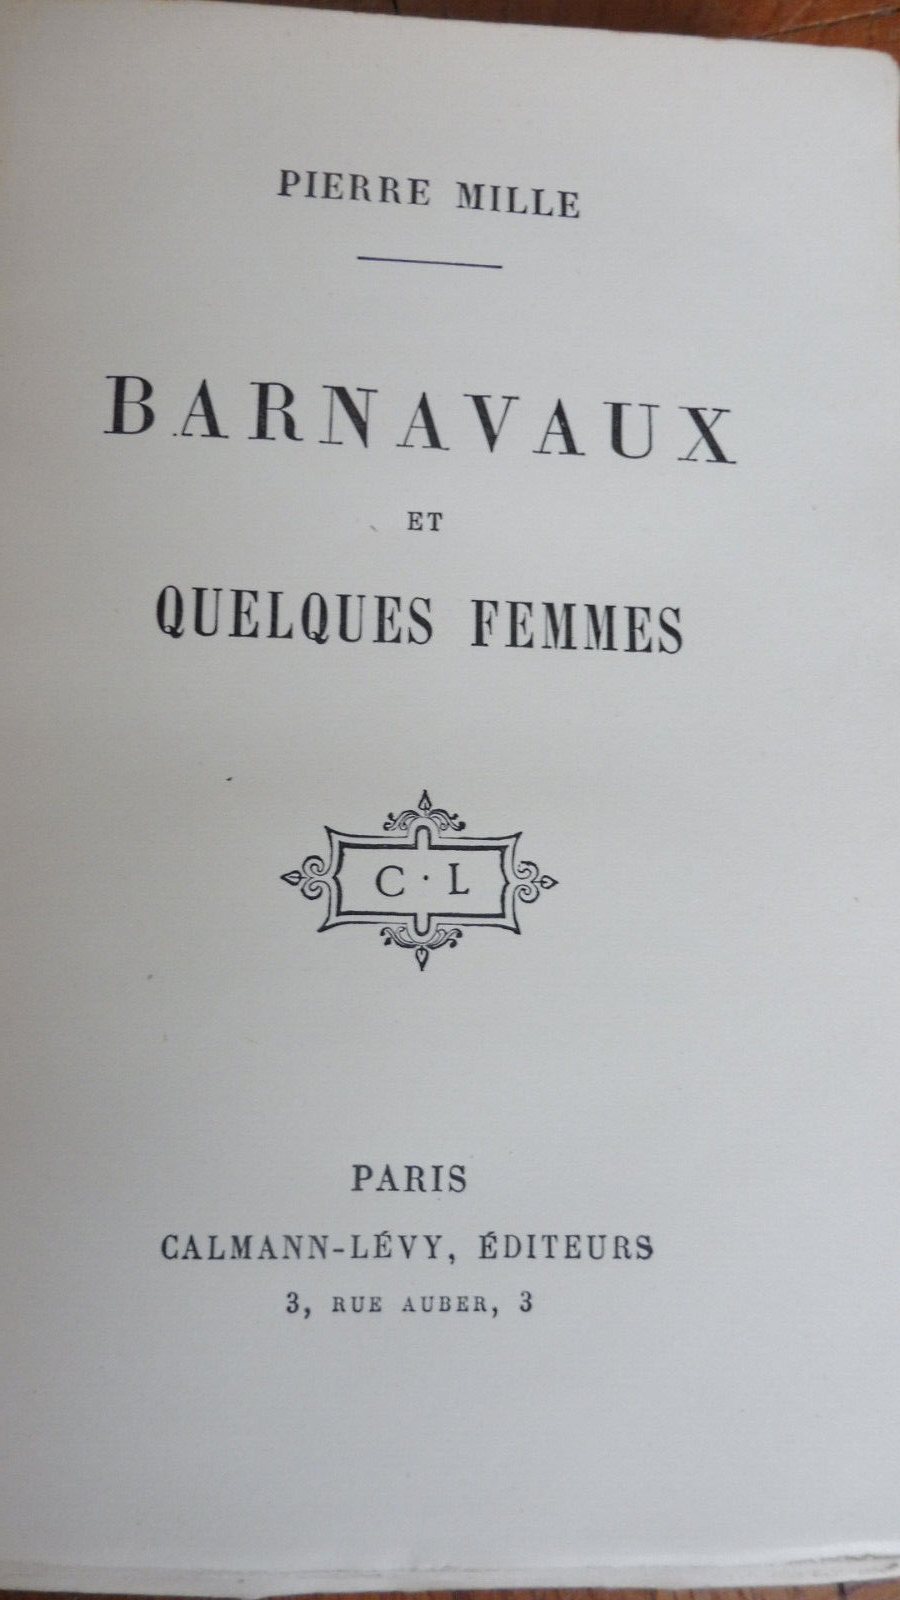 PIERRE MILLE
BARNAVAUX
ET
QUELQUES FEMMES
C · L
PARIS
CALMANN-LÉVY, ÉDITEURS
3, RUE AUBER, 3